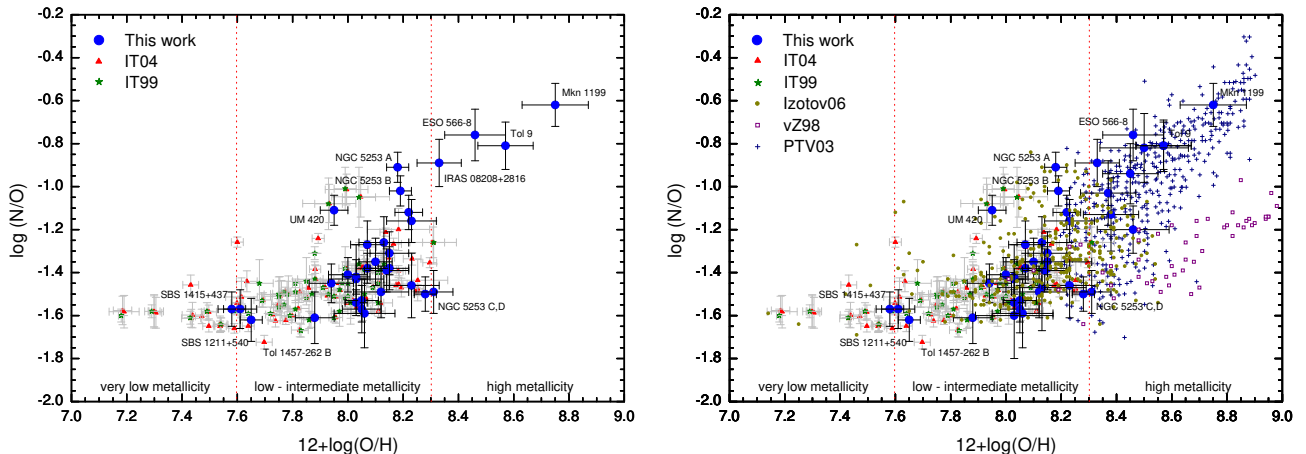 -0.2
-0.4
-0.6
-0.8
-1.0
-1.2
-1.4
-1.6
-1.8
-2.0
log (N/O)
This work
IT04
IT99
Mkn 1199
ESO 566-8
Tol 9
NGC 5253 A
IRAS 08208+2816
NGC 5253 B
UM 420
SBS 1415+437
NGC 5253 C,D
SBS 1211+540
Tol 1457-262 B
very low metallicity
low - intermediate metallicity
high metallicity
7.0 7.2 7.4 7.6 7.8 8.0 8.2 8.4 8.6 8.8 9.0
12+log(O/H)
-0.2
-0.4
-0.6
-0.8
-1.0
-1.2
-1.4
-1.6
-1.8
-2.0
log (N/O)
This work
IT04
IT99
Izotov06
vZ98
PTV03
Mkn 1199
ESO 566-8
Tol 9
NGC 5253 A
NGC 5253 B
UM 420
SBS 1415+437
NGC 5253 C,D
SBS 1211+540
Tol 1457-262 B
very low metallicity
low - intermediate metallicity
high metallicity
7.0 7.2 7.4 7.6 7.8 8.0 8.2 8.4 8.6 8.8 9.0
12+log(O/H)